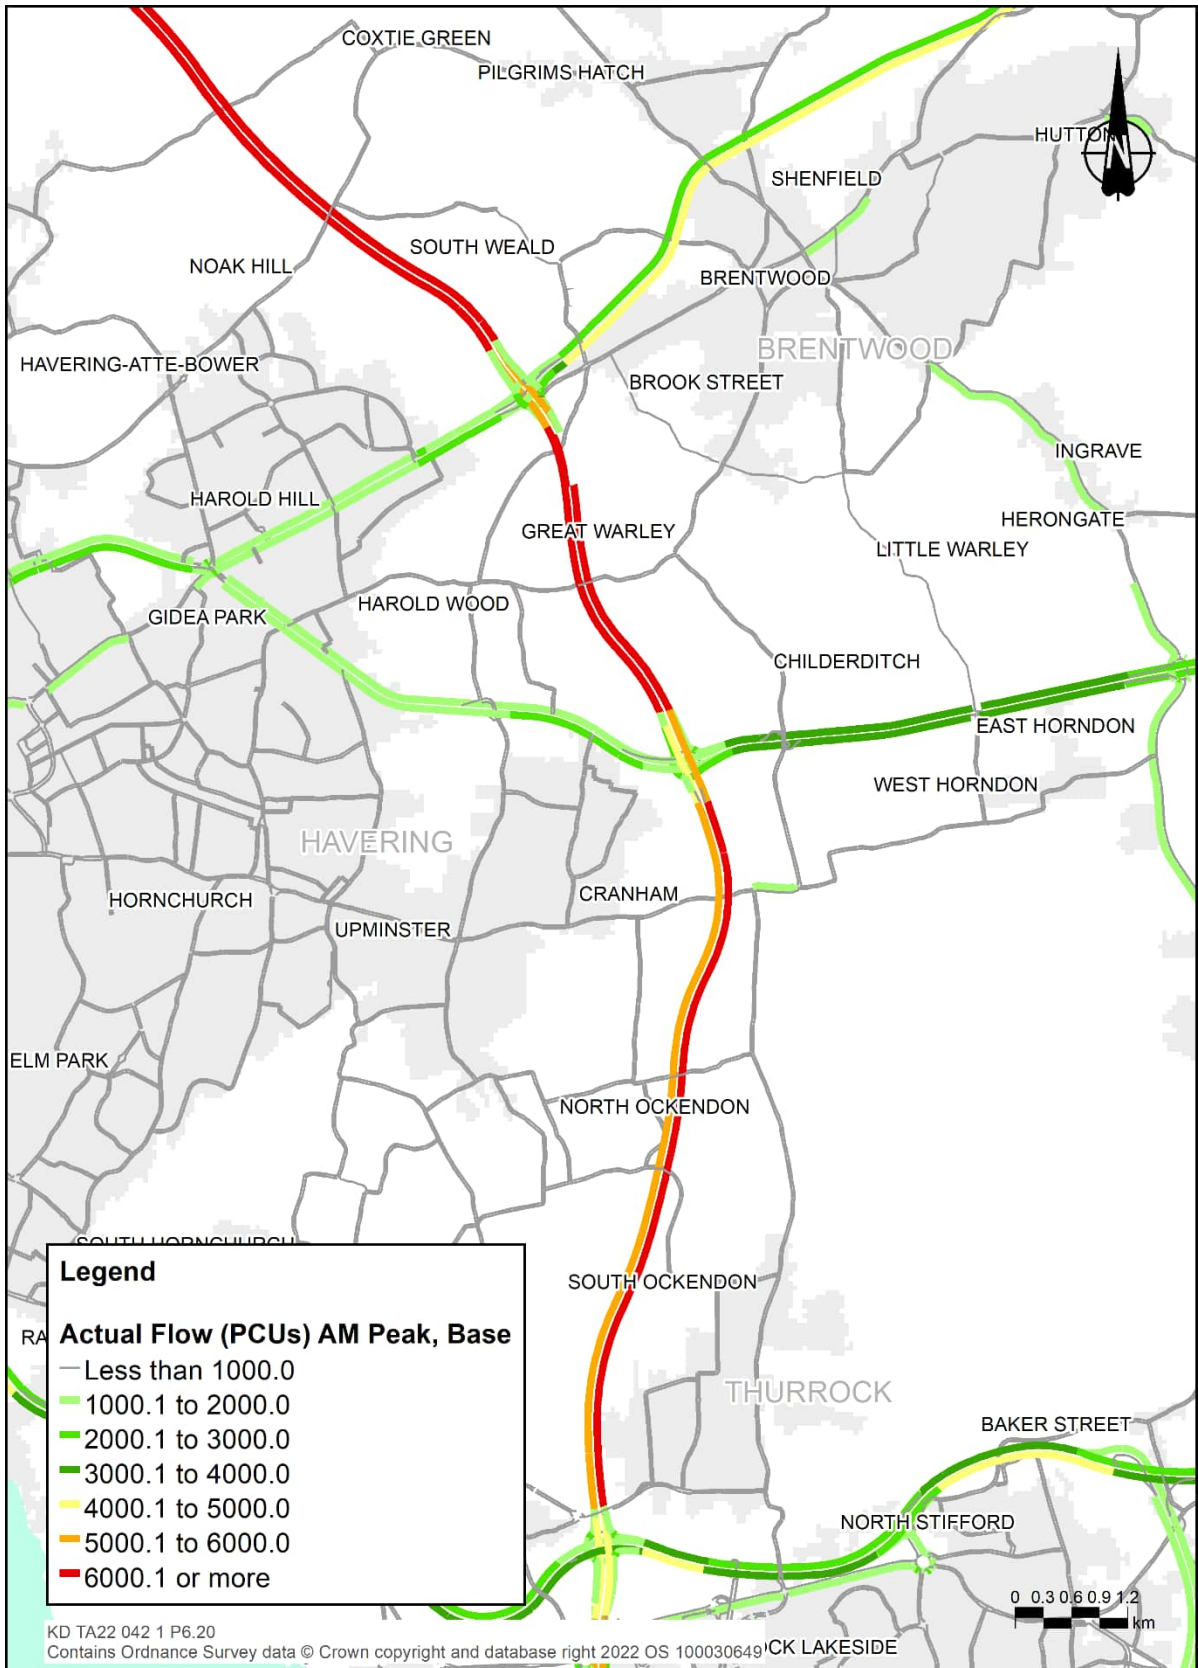 COXTIE GREEN
PILGRIMS HATCH
HUTTON
N
SHENFIELD
SOUTH WEALD
NOAK HILL
BRENTWOOD
BRENTWOOD
HAVERING-ATTE-BOWER
BROOK STREET
INGRAVE
HAROLD HILL
HERONGATE
GREAT WARLEY
LITTLE WARLEY
HAROLD WOOD
GIDEA PARK
CHILDERDITCH
EAST HORNDON
WEST HORNDON
HAVERING
CRANHAM
HORNCHURCH
UPMINSTER
ELM PARK
NORTH OCKENDON
SOUTH HORNCHURCH
SOUTH OCKENDON
RA
THURROCK
BAKER STREET
NORTH STIFFORD
Legend
Actual Flow (PCUs) AM Peak, Base
Less than 1000.0
1000.1 to 2000.0
2000.1 to 3000.0
3000.1 to 4000.0
4000.1 to 5000.0
5000.1 to 6000.0
6000.1 or more
0 0.3 0.6 0.9 1.2
km
KD TA22 042 1 P6.20
Contains Ordnance Survey data © Crown copyright and database right 2022 OS 100030649
OCK LAKESIDE